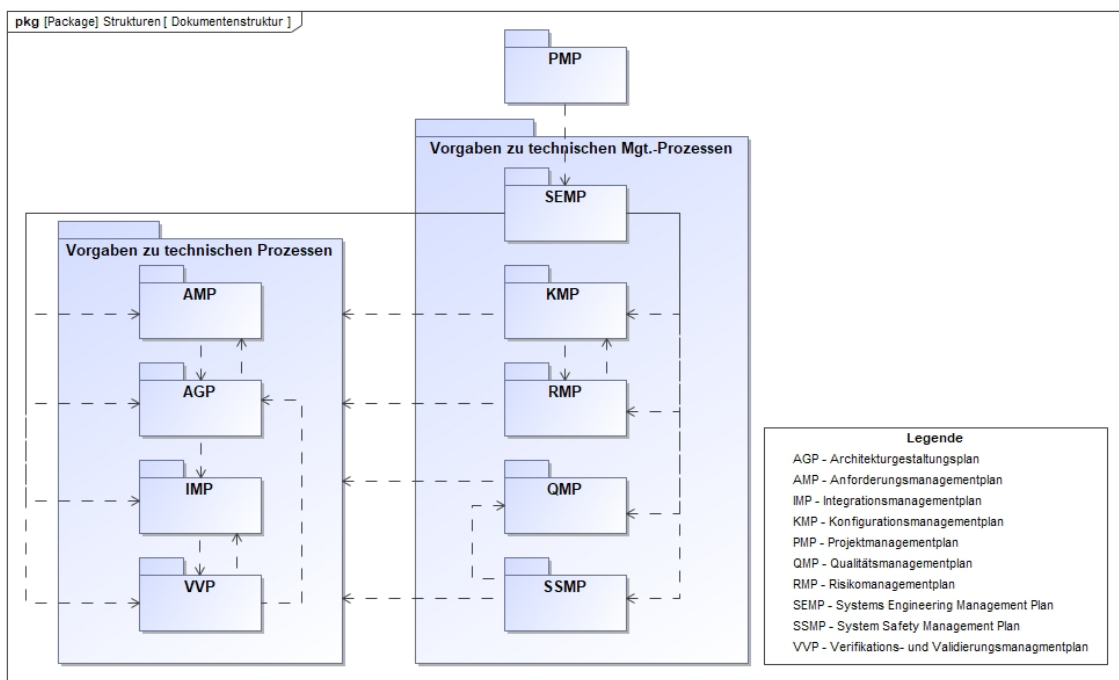 pkg [Package] Strukturen [ Dokumentenstruktur ]
PMP
Vorgaben zu technischen Mgt.-Prozessen
SEMP
Vorgaben zu technischen Prozessen
AMP
KMP
AGP
RMP
IMP
QMP
VVP
SSMP
Legende
AGP - Architekturgestaltungsplan
AMP - Anforderungsmanagementplan
IMP - Integrationsmanagementplan
KMP - Konfigurationsmanagementplan
PMP - Projektmanagementplan
QMP - Qualitätsmanagementplan
RMP - Risikomanagementplan
SEMP - Systems Engineering Management Plan
SSMP - System Safety Management Plan
VVP - Verifikations- und Validierungsmanagmentplan